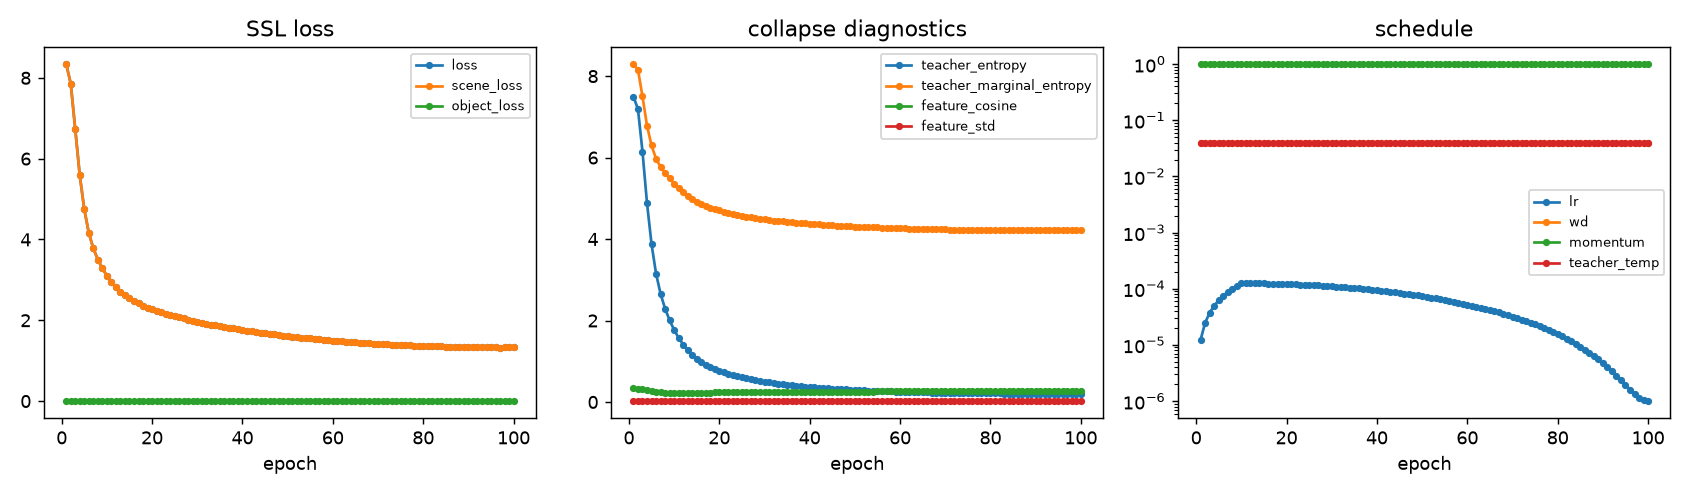 SSL loss
loss
scene_loss
object_loss
8
6
4
2
0
0 20 40 60 80 100
epoch
collapse diagnostics
teacher_entropy
teacher_marginal_entropy
feature_cosine
feature_std
8
6
4
2
0
0 20 40 60 80 100
epoch
schedule
10⁰
10⁻¹
10⁻²
10⁻³
10⁻⁴
10⁻⁵
10⁻⁶
lr
wd
momentum
teacher_temp
0 20 40 60 80 100
epoch